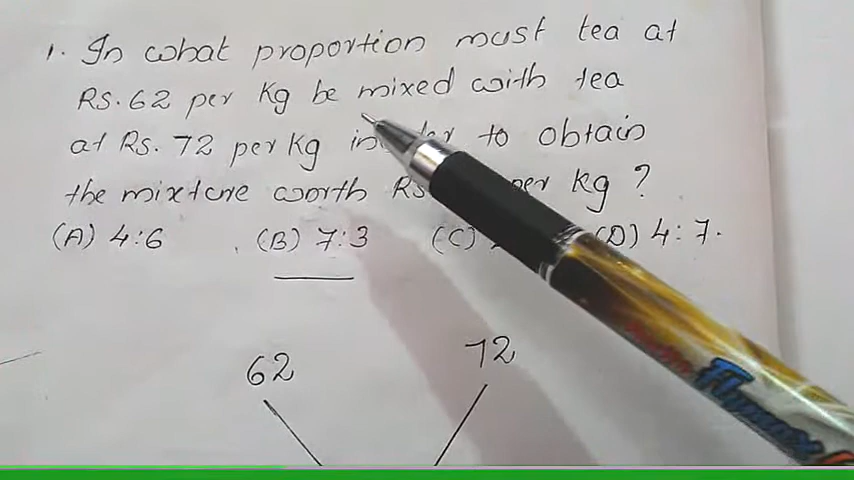 1. In what proportion must tea at
RS.62 per Kg be mixed with tea
at Rs. 72 per Kg to obtain
the mixture worth Rs per Kg ?
(A) 4:6 (B) 7:3 (C) (D) 4:7.
62 72